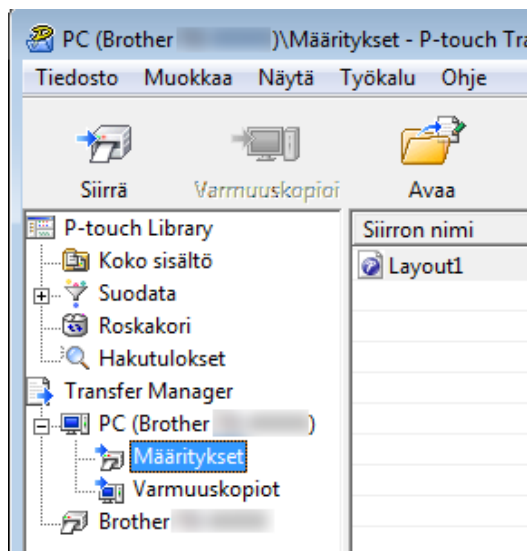 PC (Brother )\Määritykset - P-touch Tra
Tiedosto Muokkaa Näytä Työkalu Ohje
Siirrä Varmuuskopioi Avaa
P-touch Library
Koko sisältö
Suodata
Roskakori
Hakutulokset
Transfer Manager
PC (Brother )
Määritykset
Varmuuskopiot
Brother
Siirron nimi
Layout1